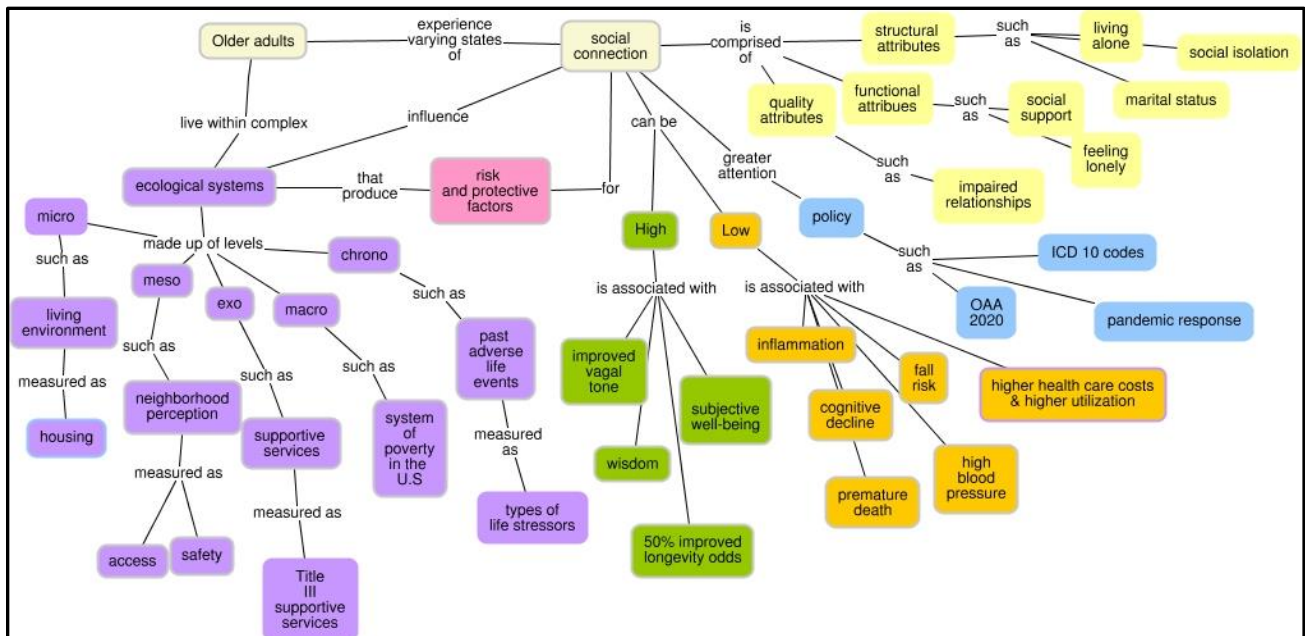 Older adults
experience
varying states
of
social
connection
is
comprised
of
structural
attributes
such
as
living
alone
social isolation
marital status
quality
attributes
functional
attribues
such
as
social
support
feeling
lonely
such
as
impaired
relationships
live within complex
influence
can be
greater
attention
ecological systems
that
produce
risk
and protective
factors
for
micro
made up of levels
such as
living
environment
measured as
housing
meso
such as
neighborhood
perception
measured as
access
safety
exo
such as
supportive
services
measured as
Title
III
supportive
services
macro
such as
system
of
poverty
in the
U.S
chrono
such as
past
adverse
life
events
measured
as
types of
life stressors
High
is associated with
improved
vagal
tone
wisdom
subjective
well-being
50% improved
longevity odds
Low
is associated with
inflammation
cognitive
decline
premature
death
fall
risk
high
blood
pressure
higher health care costs
& higher utilization
policy
such
as
ICD 10 codes
OAA
2020
pandemic response